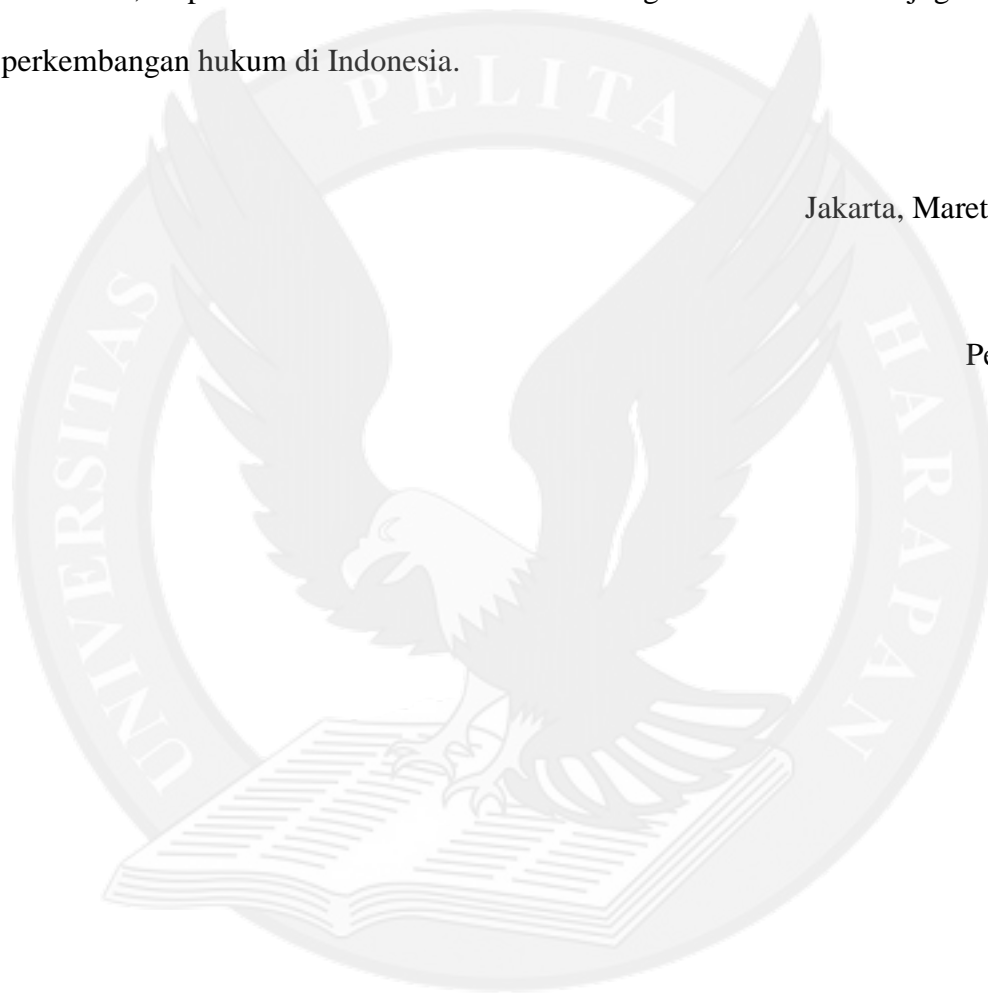 perkembangan hukum di Indonesia.
PELITA
Jakarta, Maret
UNIVERSITAS
HARAPAN